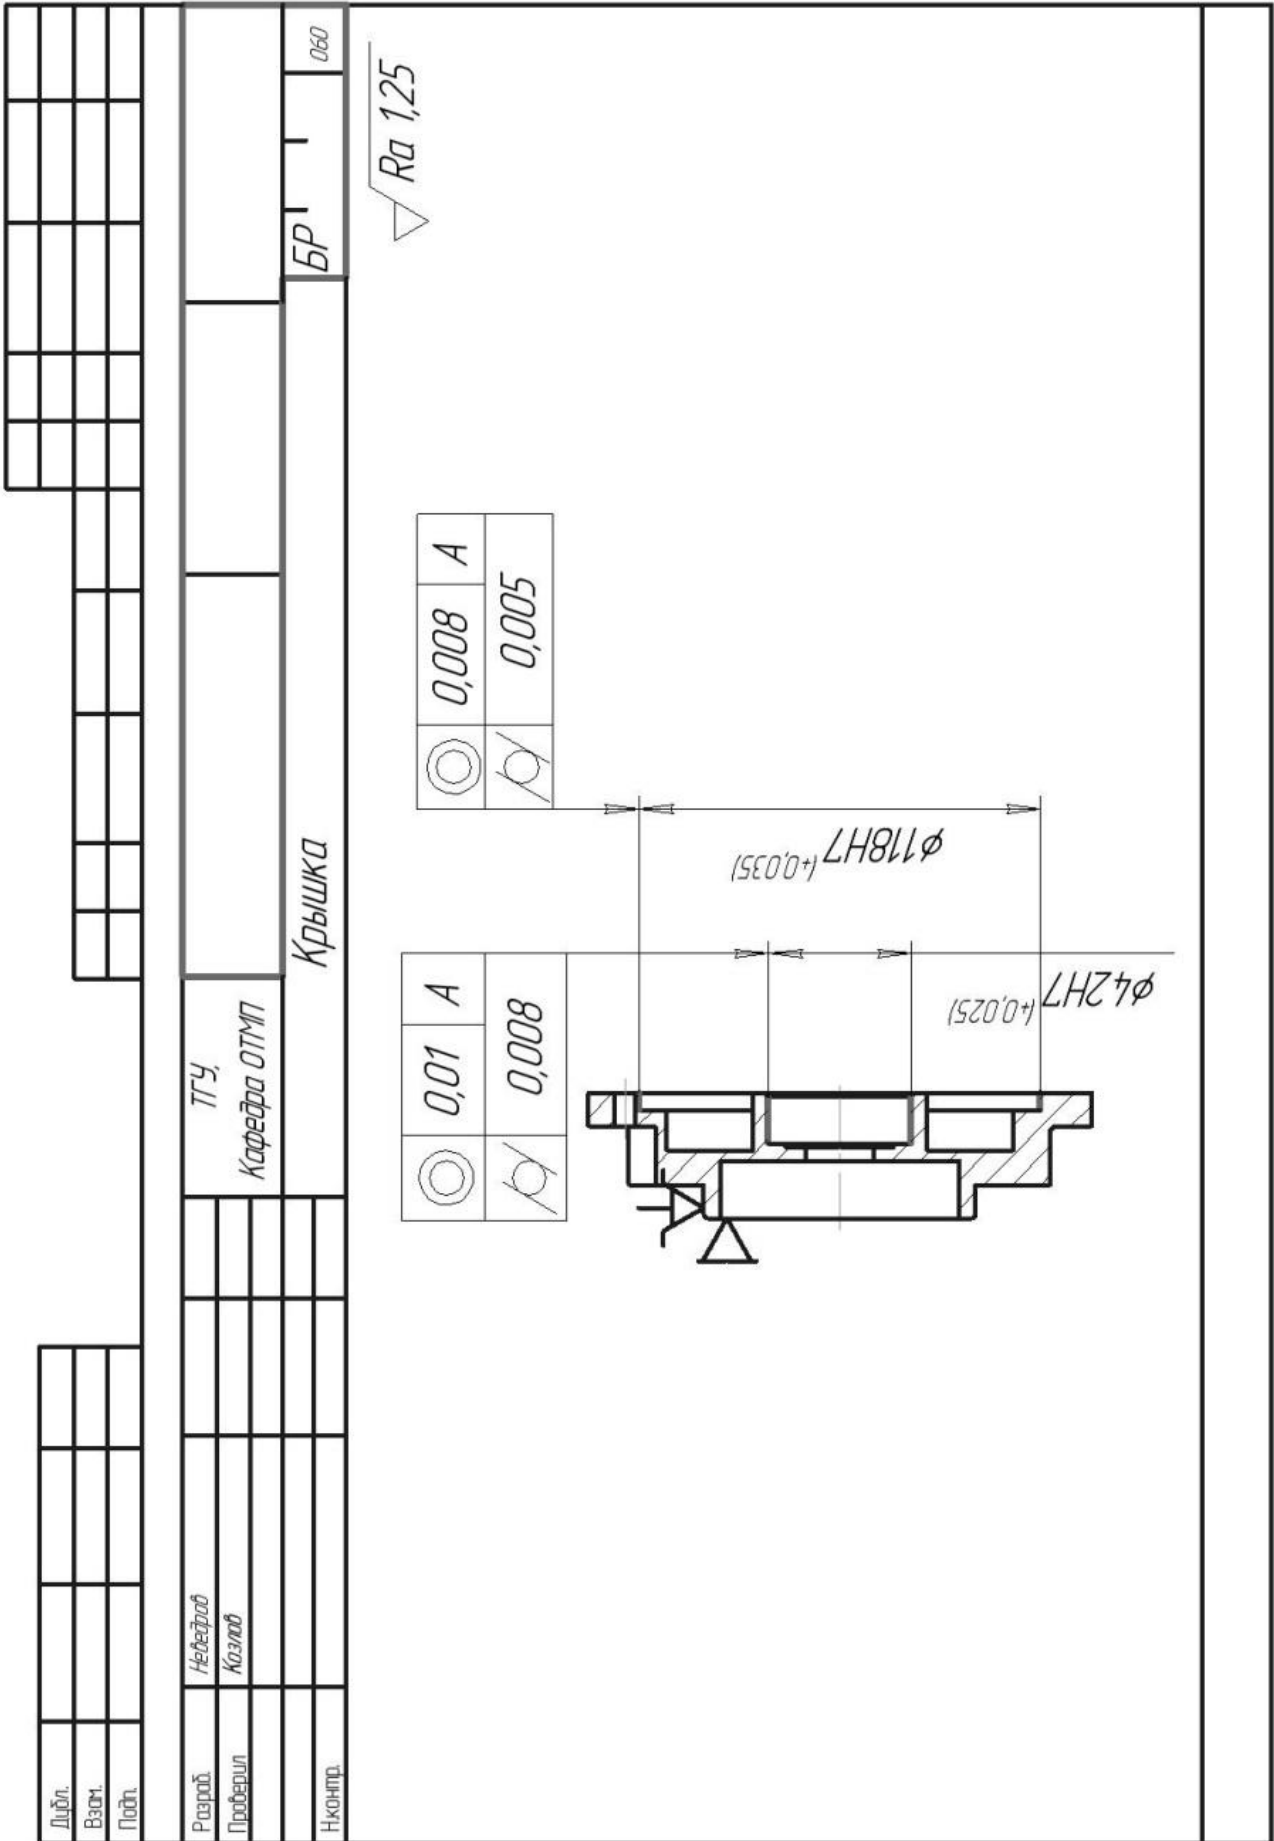 Дубл.
Взам.
Подп.
Разраб.
Неведров
ТГУ,
Проверил
Козлов
Кафедра ОТМП
Н.контр.
Крышка
БР
060
Ra 1,25
0,01 A
0,008
0,008 A
0,005
⌀118H7 (+0,035)
⌀42H7 (+0,025)